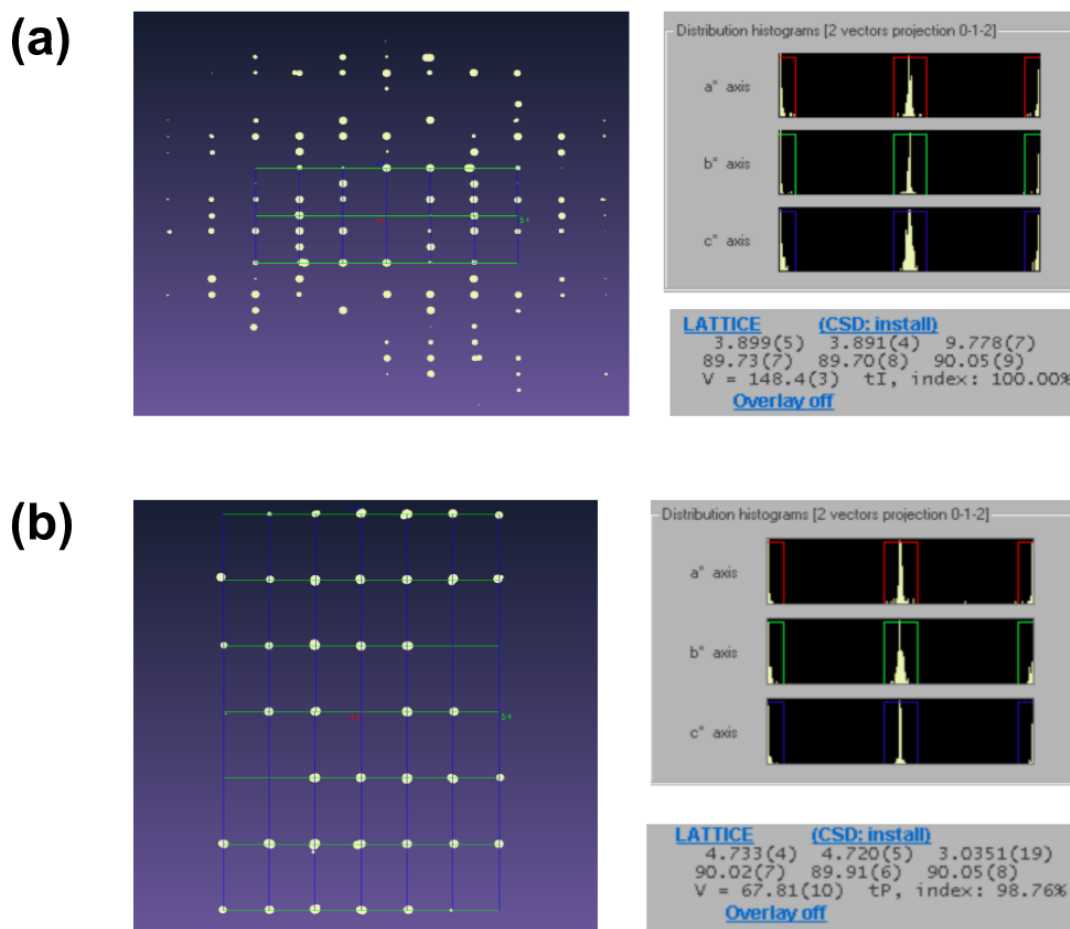 (a)
Distribution histograms [2 vectors projection 0-1-2]
a* axis
b* axis
c* axis
LATTICE (CSD: install)
3.899(5) 3.891(4) 9.778(7)
89.73(7) 89.70(8) 90.05(9)
V = 148.4(3) tI, index: 100.00%
Overlay off
(b)
Distribution histograms [2 vectors projection 0-1-2]
a* axis
b* axis
c* axis
LATTICE (CSD: install)
4.733(4) 4.720(5) 3.0351(19)
90.02(7) 89.91(6) 90.05(8)
V = 67.81(10) tP, index: 98.76%
Overlay off